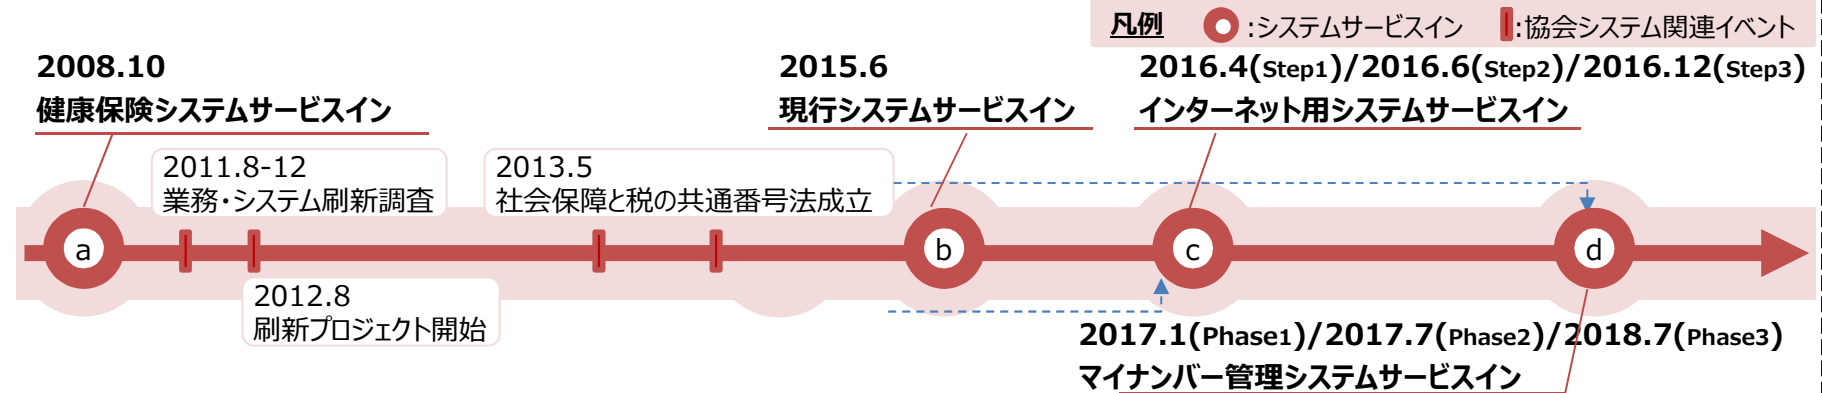 凡例 :システムサービスイン :協会システム関連イベント
2008.10
健康保険システムサービスイン
2015.6
現行システムサービスイン
2016.4(Step1)/2016.6(Step2)/2016.12(Step3)
インターネット用システムサービスイン
2011.8-12
業務・システム刷新調査
2013.5
社会保障と税の共通番号法成立
a b c d
2012.8
刷新プロジェクト開始
2017.1(Phase1)/2017.7(Phase2)/2018.7(Phase3)
マイナンバー管理システムサービスイン